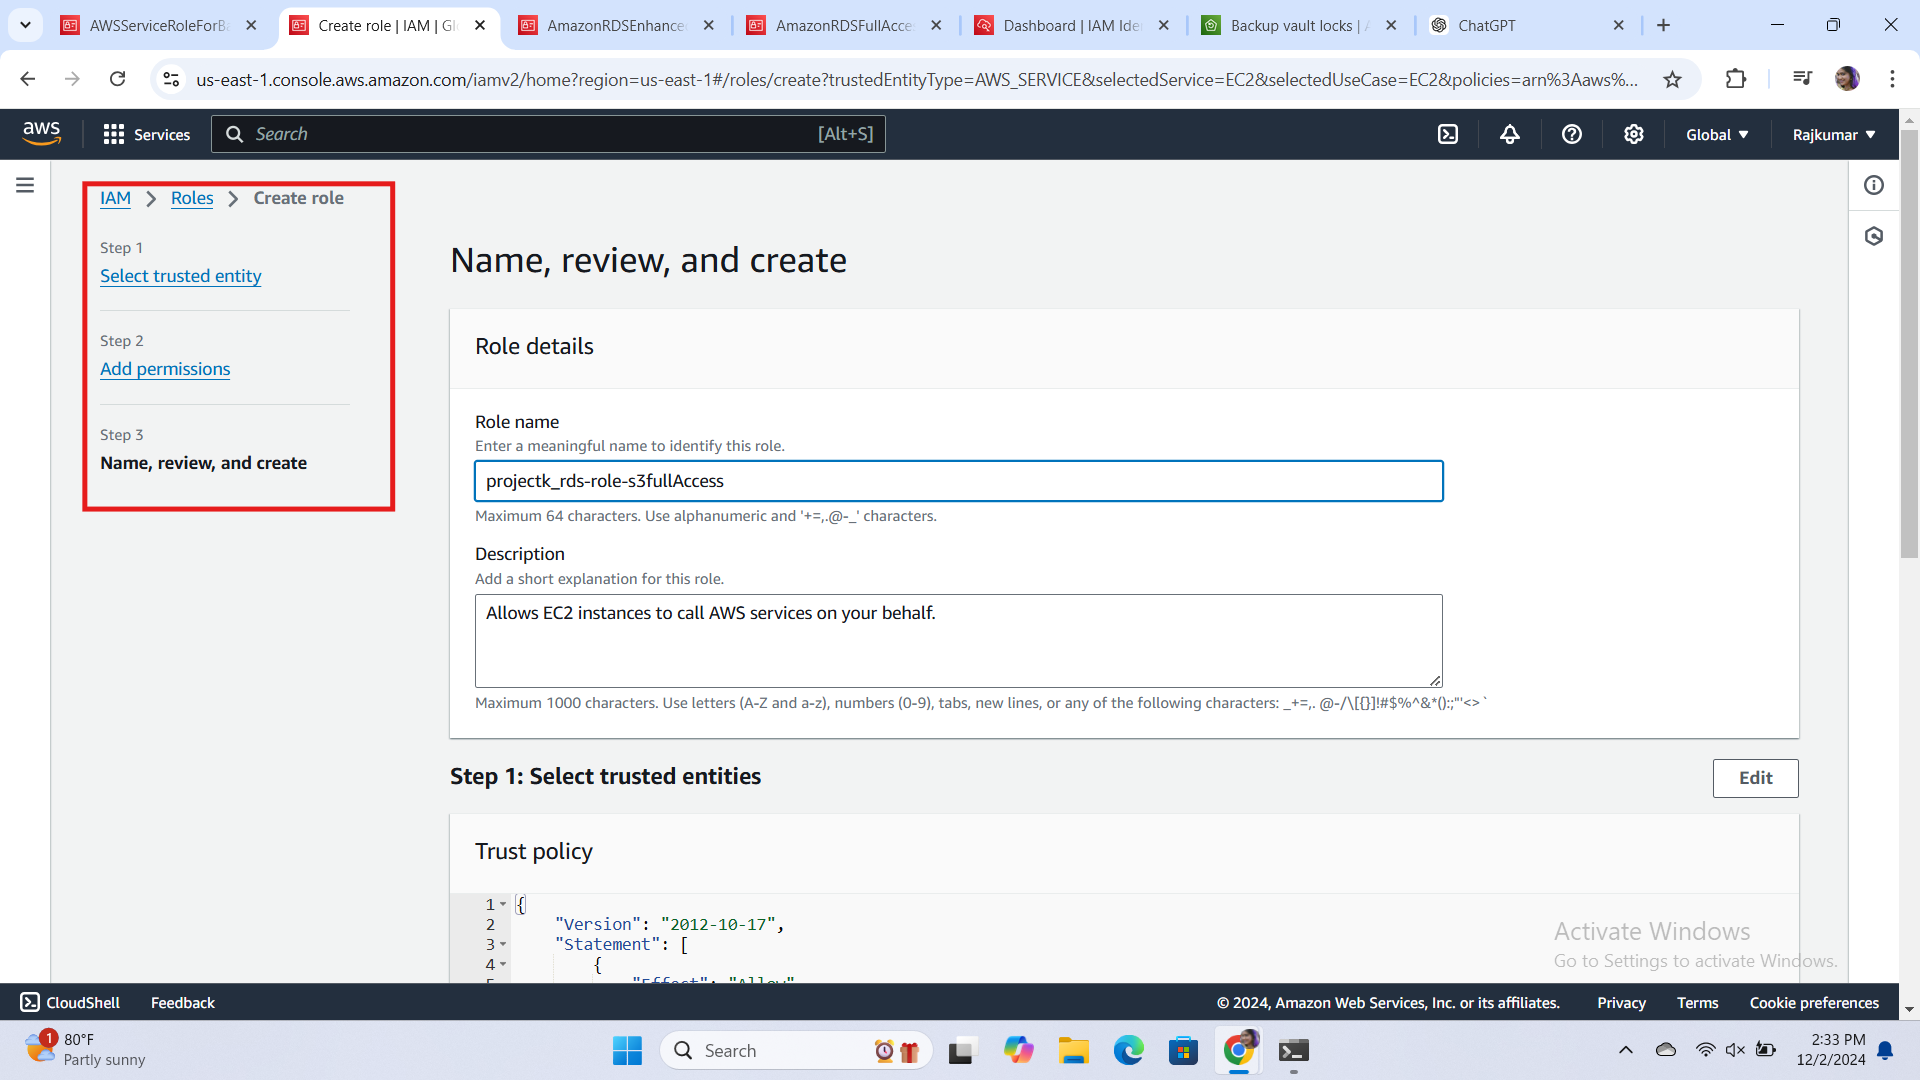 AWSServiceRoleForBa
Create role | IAM | Gl
AmazonRDSEnhance
AmazonRDSFullAcce
Dashboard | IAM Ide
Backup vault locks | A
ChatGPT
us-east-1.console.aws.amazon.com/iamv2/home?region=us-east-1#/roles/create?trustedEntityType=AWS_SERVICE&selectedService=EC2&selectedUseCase=EC2&policies=arn%3Aaws%...
aws
Services
Search
[Alt+S]
Global
Rajkumar
IAM
Roles
Create role
Step 1
Select trusted entity
Step 2
Add permissions
Step 3
Name, review, and create
Name, review, and create
Role details
Role name
Enter a meaningful name to identify this role.
projectk_rds-role-s3fullAccess
Maximum 64 characters. Use alphanumeric and '+=,.@-_' characters.
Description
Add a short explanation for this role.
Allows EC2 instances to call AWS services on your behalf.
Maximum 1000 characters. Use letters (A-Z and a-z), numbers (0-9), tabs, new lines, or any of the following characters: _+=,. @-/\[{}]!#$%^&*();:"'<>`
Step 1: Select trusted entities
Edit
Trust policy
1 {
2 "Version": "2012-10-17",
3 "Statement": [
4 {
5 "Effect": "Allow"
Activate Windows
Go to Settings to activate Windows.
CloudShell
Feedback
© 2024, Amazon Web Services, Inc. or its affiliates.
Privacy
Terms
Cookie preferences
1
80°F
Partly sunny
Search
2:33 PM
12/2/2024